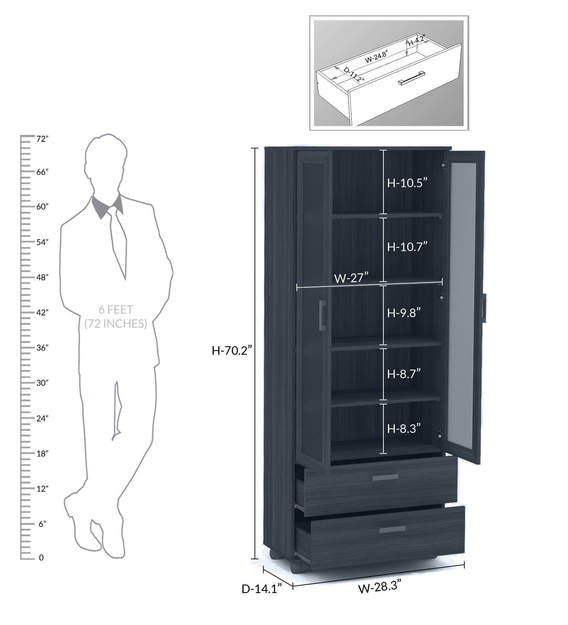 W-24.8”
H-4.2”
D-11.2”
72”
66”
60”
54”
48”
42”
36”
30”
24”
18”
12”
6”
0
6 FEET
(72 INCHES)
H-70.2”
H-10.5”
H-10.7”
W-27”
H-9.8”
H-8.7”
H-8.3”
D-14.1”
W-28.3”